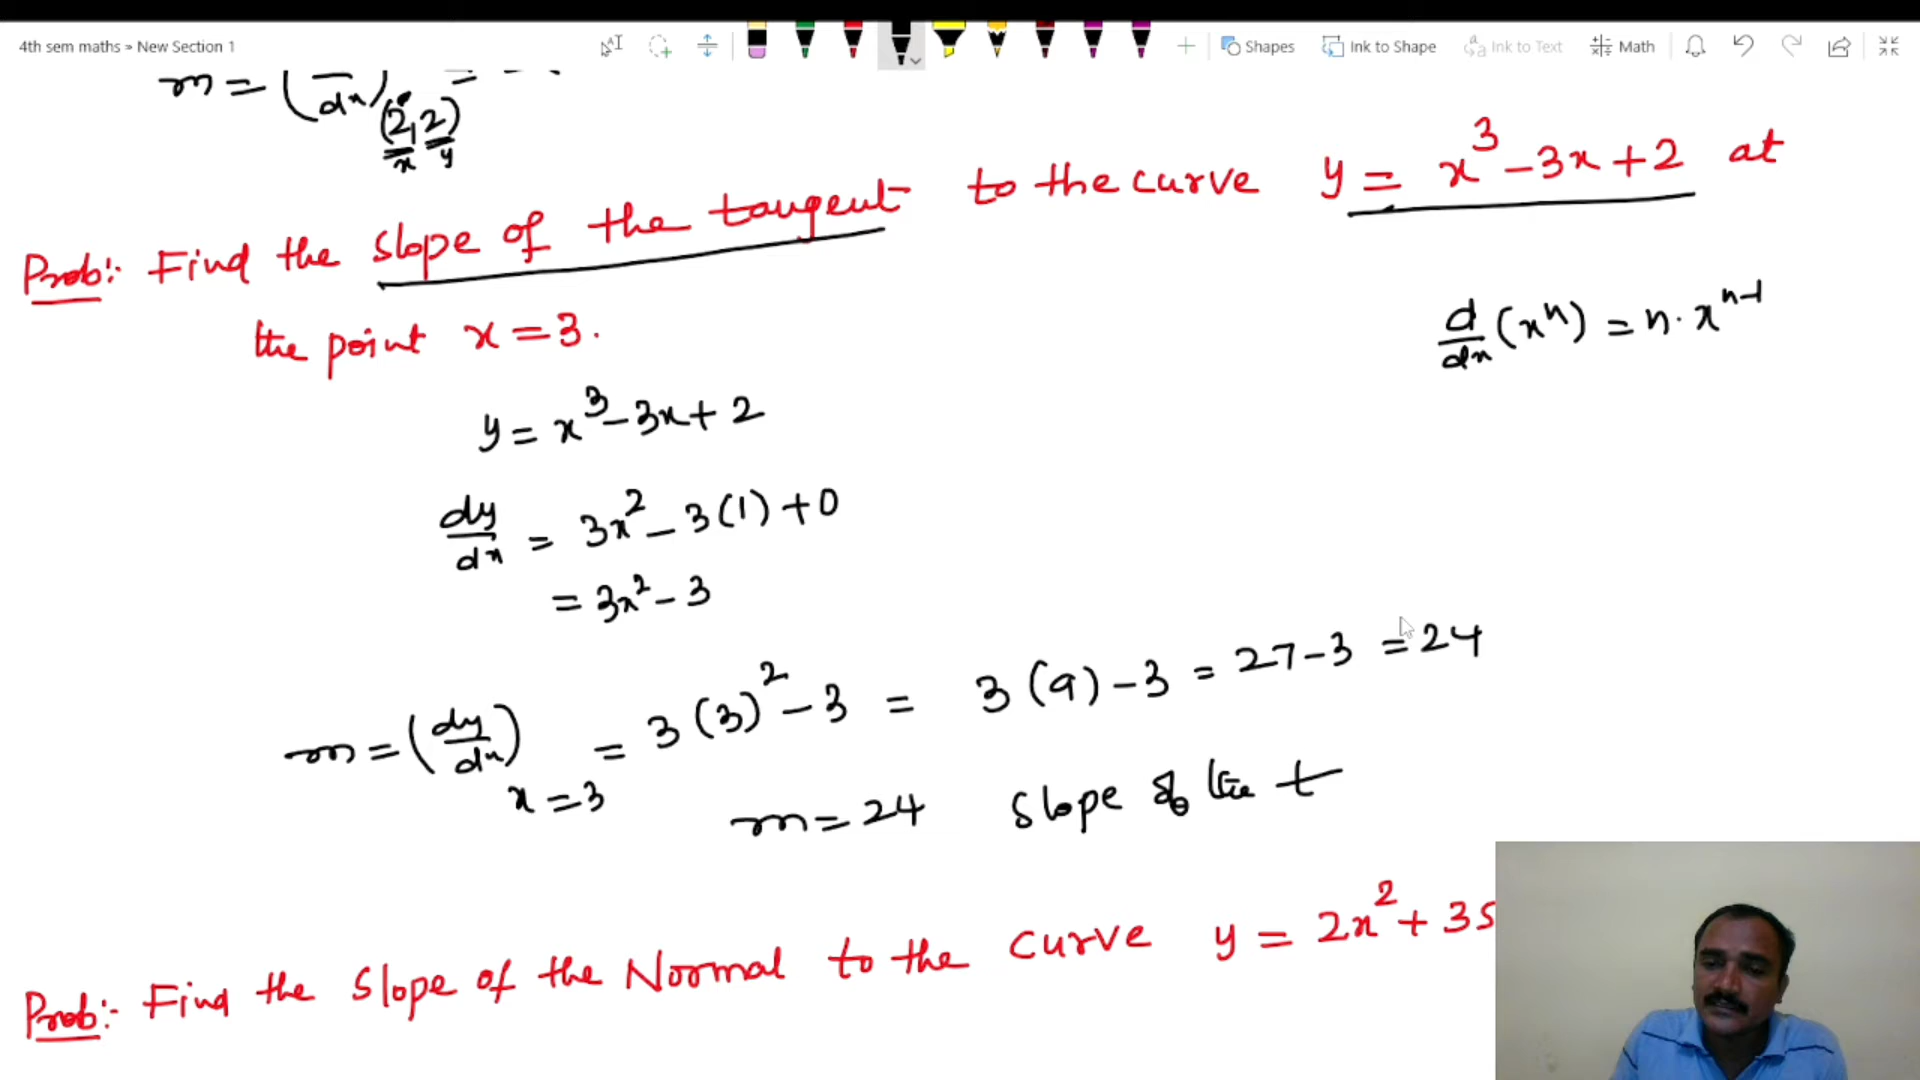 4th sem maths » New Section 1
Shapes Ink to Shape Ink to Text Math
m = ( / dx)(2,2) =
x y
Prob:- Find the slope of the tangent to the curve y = x³ - 3x + 2 at
the point x = 3.
d/dx (xⁿ) = n · xⁿ⁻¹
y = x³ - 3x + 2
dy/dx = 3x² - 3(1) + 0
= 3x² - 3
m = (dy/dx) x = 3 = 3(3)² - 3 = 3(9) - 3 = 27 - 3 = 24
m = 24 Slope of the t
Prob:- Find the Slope of the Normal to the curve y = 2x² + 3S